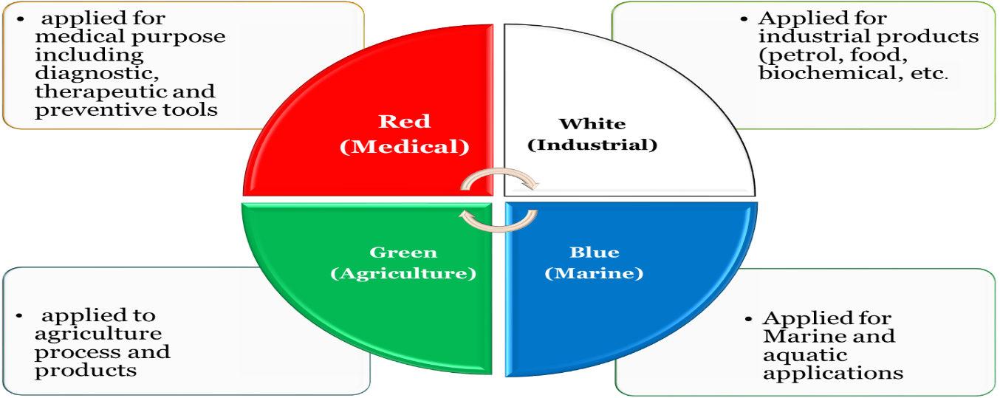 • applied for
medical purpose
including
diagnostic,
therapeutic and
preventive tools
• Applied for
industrial products
(petrol, food,
biochemical, etc.
Red
(Medical)
White
(Industrial)
Green
(Agriculture)
Blue
(Marine)
• applied to
agriculture
process and
products
• Applied for
Marine and
aquatic
applications